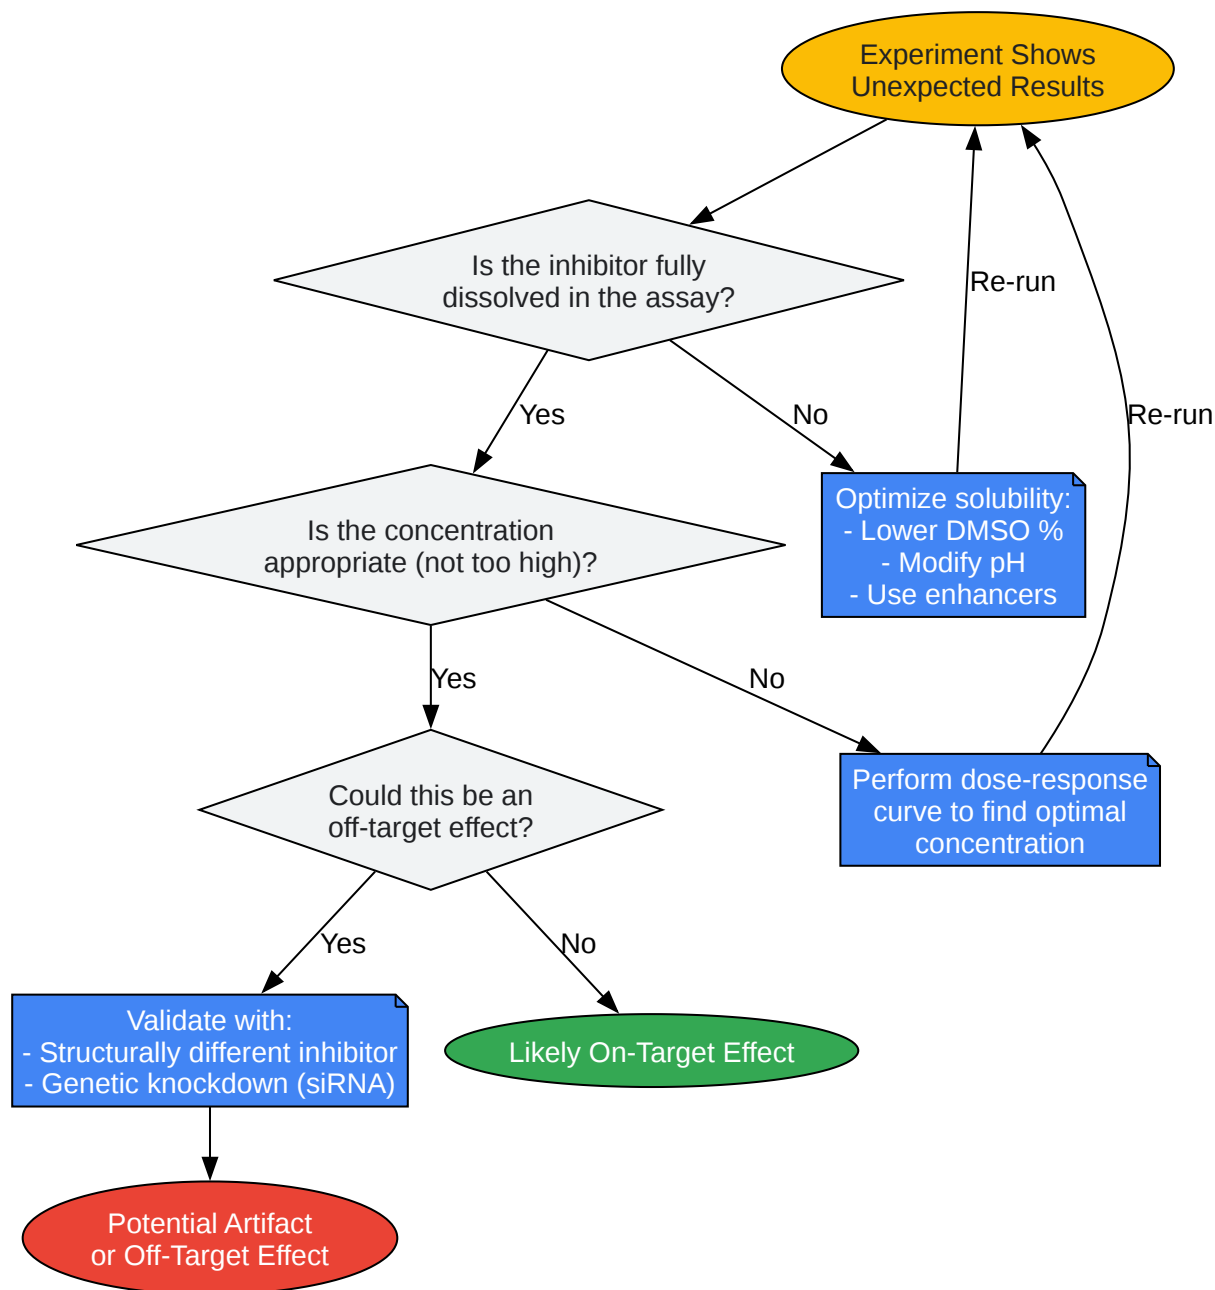 Experiment Shows
Unexpected Results
Is the inhibitor fully
dissolved in the assay?
Re-run
Yes
No
Re-run
Optimize solubility:
- Lower DMSO %
- Modify pH
- Use enhancers
Is the concentration
appropriate (not too high)?
Yes
No
Perform dose-response
curve to find optimal
concentration
Could this be an
off-target effect?
Yes
No
Validate with:
- Structurally different inhibitor
- Genetic knockdown (siRNA)
Likely On-Target Effect
Potential Artifact
or Off-Target Effect